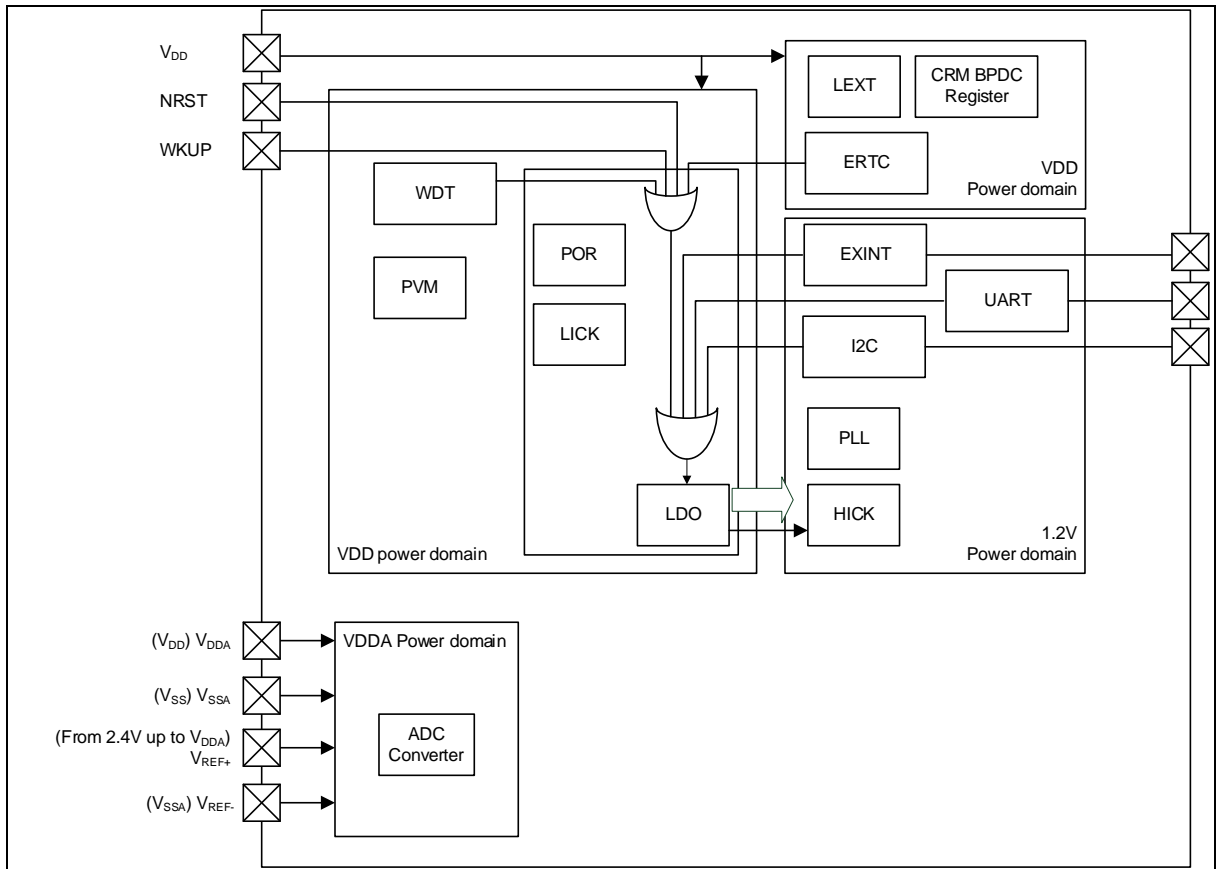 VDD
NRST
WKUP
LEXT
CRM BPDC
Register
ERTC
VDD
Power domain
WDT
POR
PVM
LICK
EXINT
UART
I2C
PLL
LDO
HICK
VDD power domain
1.2V
Power domain
(VDD) VDDA
VDDA Power domain
(VSS) VSSA
(From 2.4V up to VDDA)
VREF+
ADC
Converter
(VSSA) VREF-